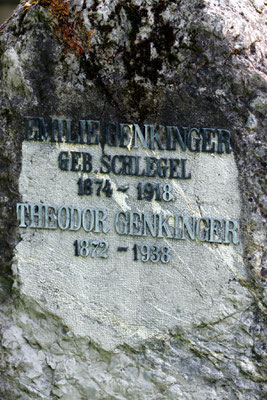 EMILIE GENKINGER
GEB. SCHLEGEL
1874 - 1918
THEODOR GENKINGER
1872 - 1938